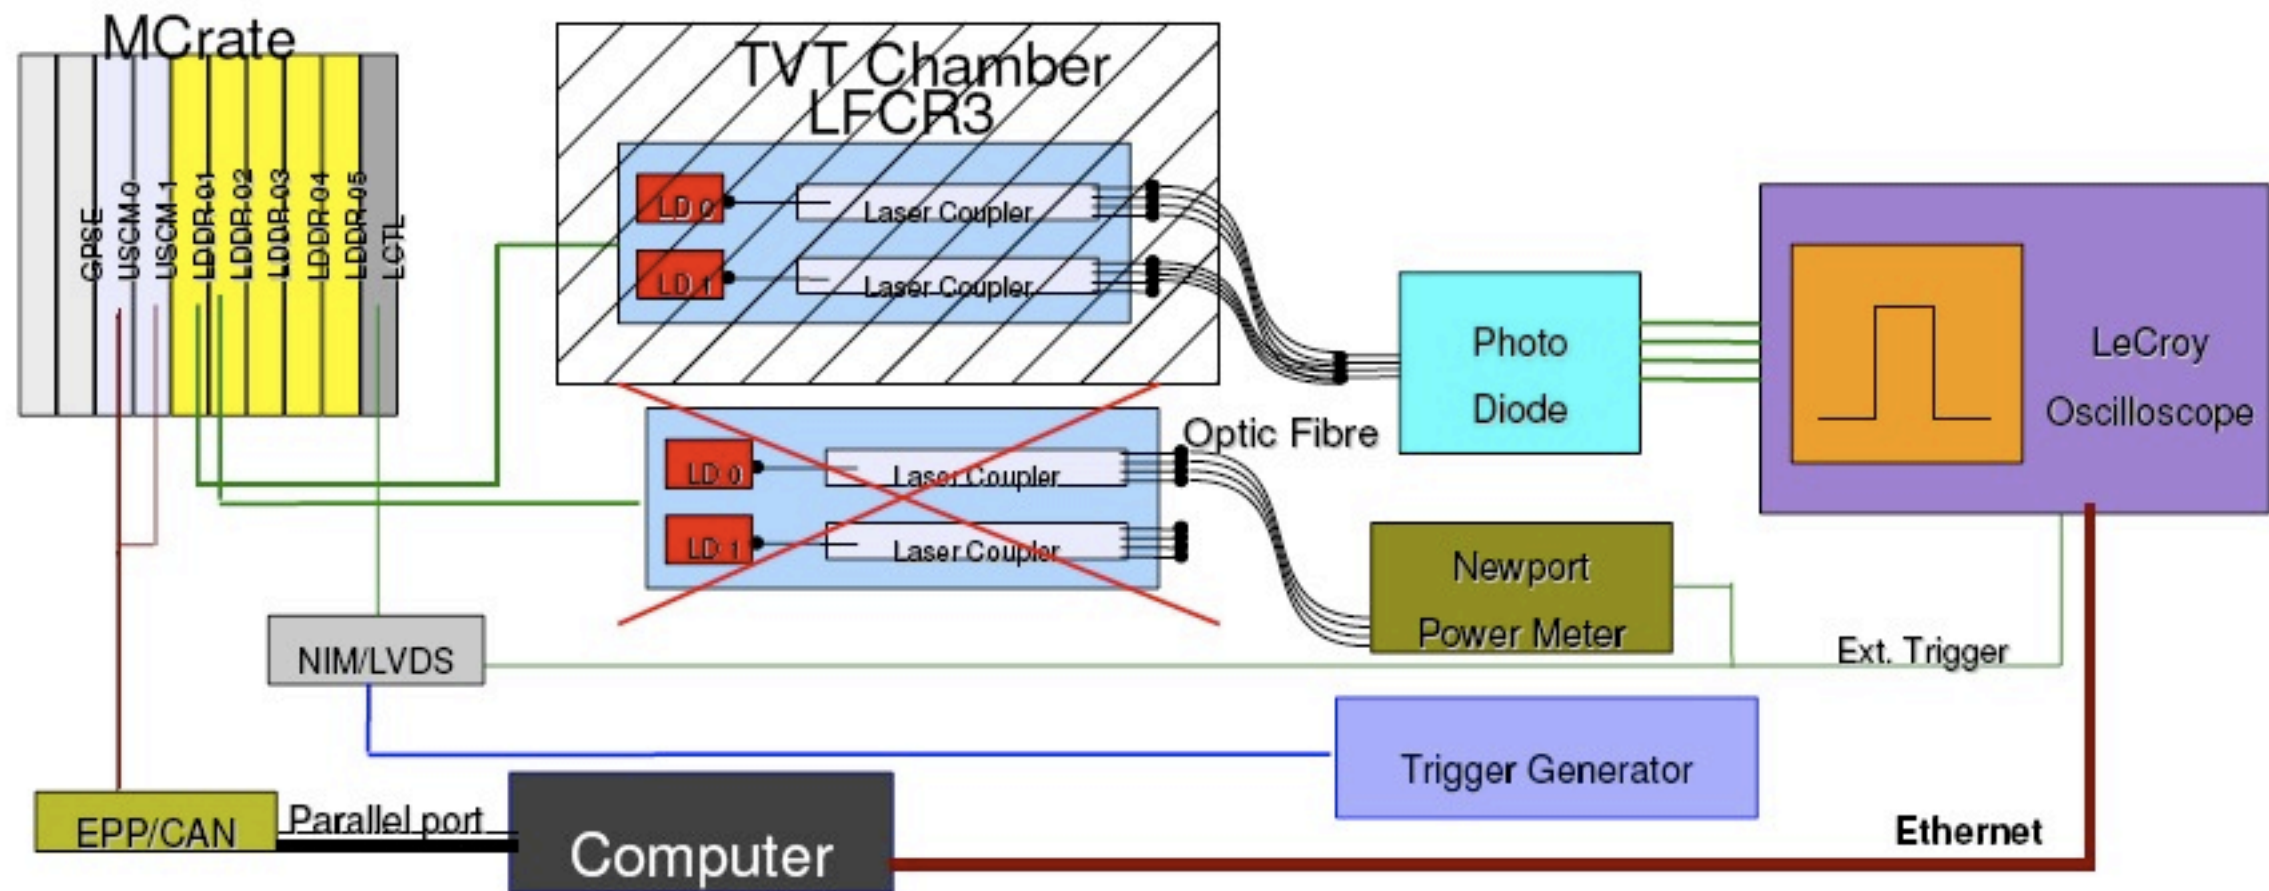 MCrate
GPSE
USCM 0
USCM 1
LDDR 01
LDDR 02
LDDR 03
LDDR 04
LDDR 05
LCTL
TVT Chamber
LFCR3
LD 0
Laser Coupler
LD 1
Laser Coupler
LD 0
Laser Coupler
LD 1
Laser Coupler
Optic Fibre
Photo
Diode
LeCroy
Oscilloscope
Newport
Power Meter
Ext. Trigger
NIM/LVDS
Trigger Generator
EPP/CAN
Parallel port
Computer
Ethernet